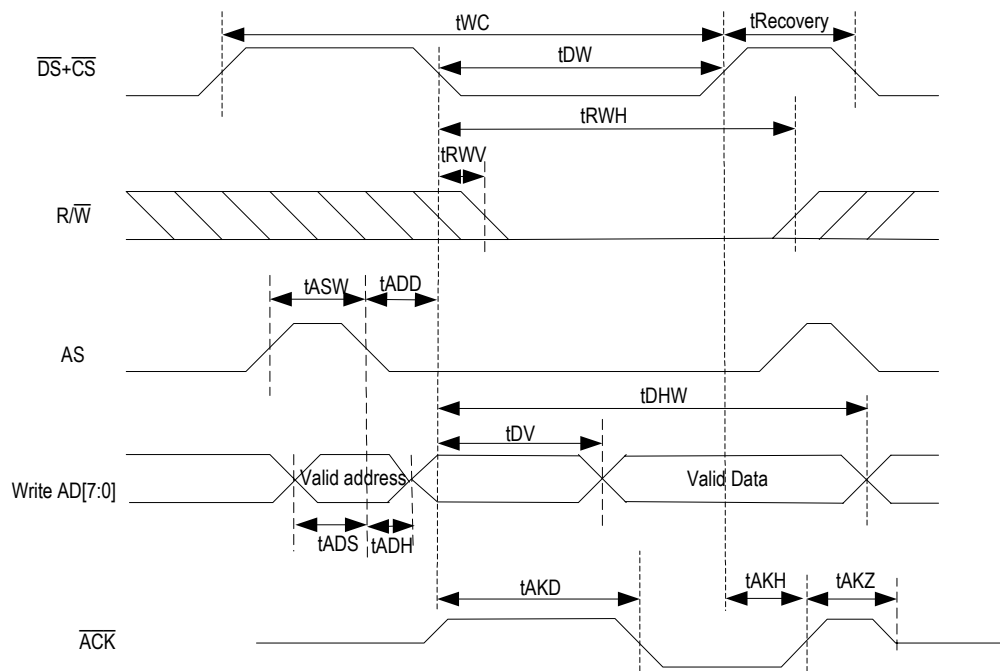 tWC
tRecovery
DS+CS
tDW
tRWH
tRWV
R/W
tASW
tADD
AS
tDHW
tDV
Write AD[7:0]
Valid address
Valid Data
tADS
tADH
tAKD
tAKH
tAKZ
ACK